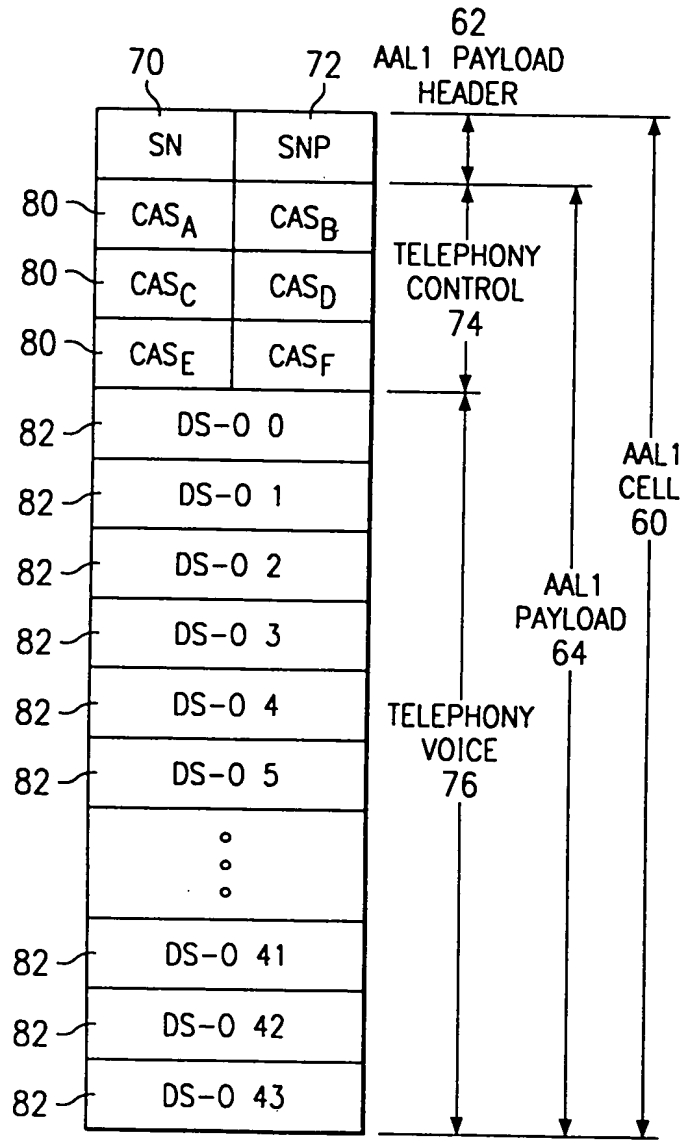 62
AAL1 PAYLOAD
HEADER
70
72
SN SNP
80 CASA CASB
80 CASC CASD
80 CASE CASF
TELEPHONY
CONTROL
74
82 DS-0 0
82 DS-0 1
82 DS-0 2
82 DS-0 3
82 DS-0 4
82 DS-0 5
82 DS-0 41
82 DS-0 42
82 DS-0 43
TELEPHONY
VOICE
76
AAL1
PAYLOAD
64
AAL1
CELL
60